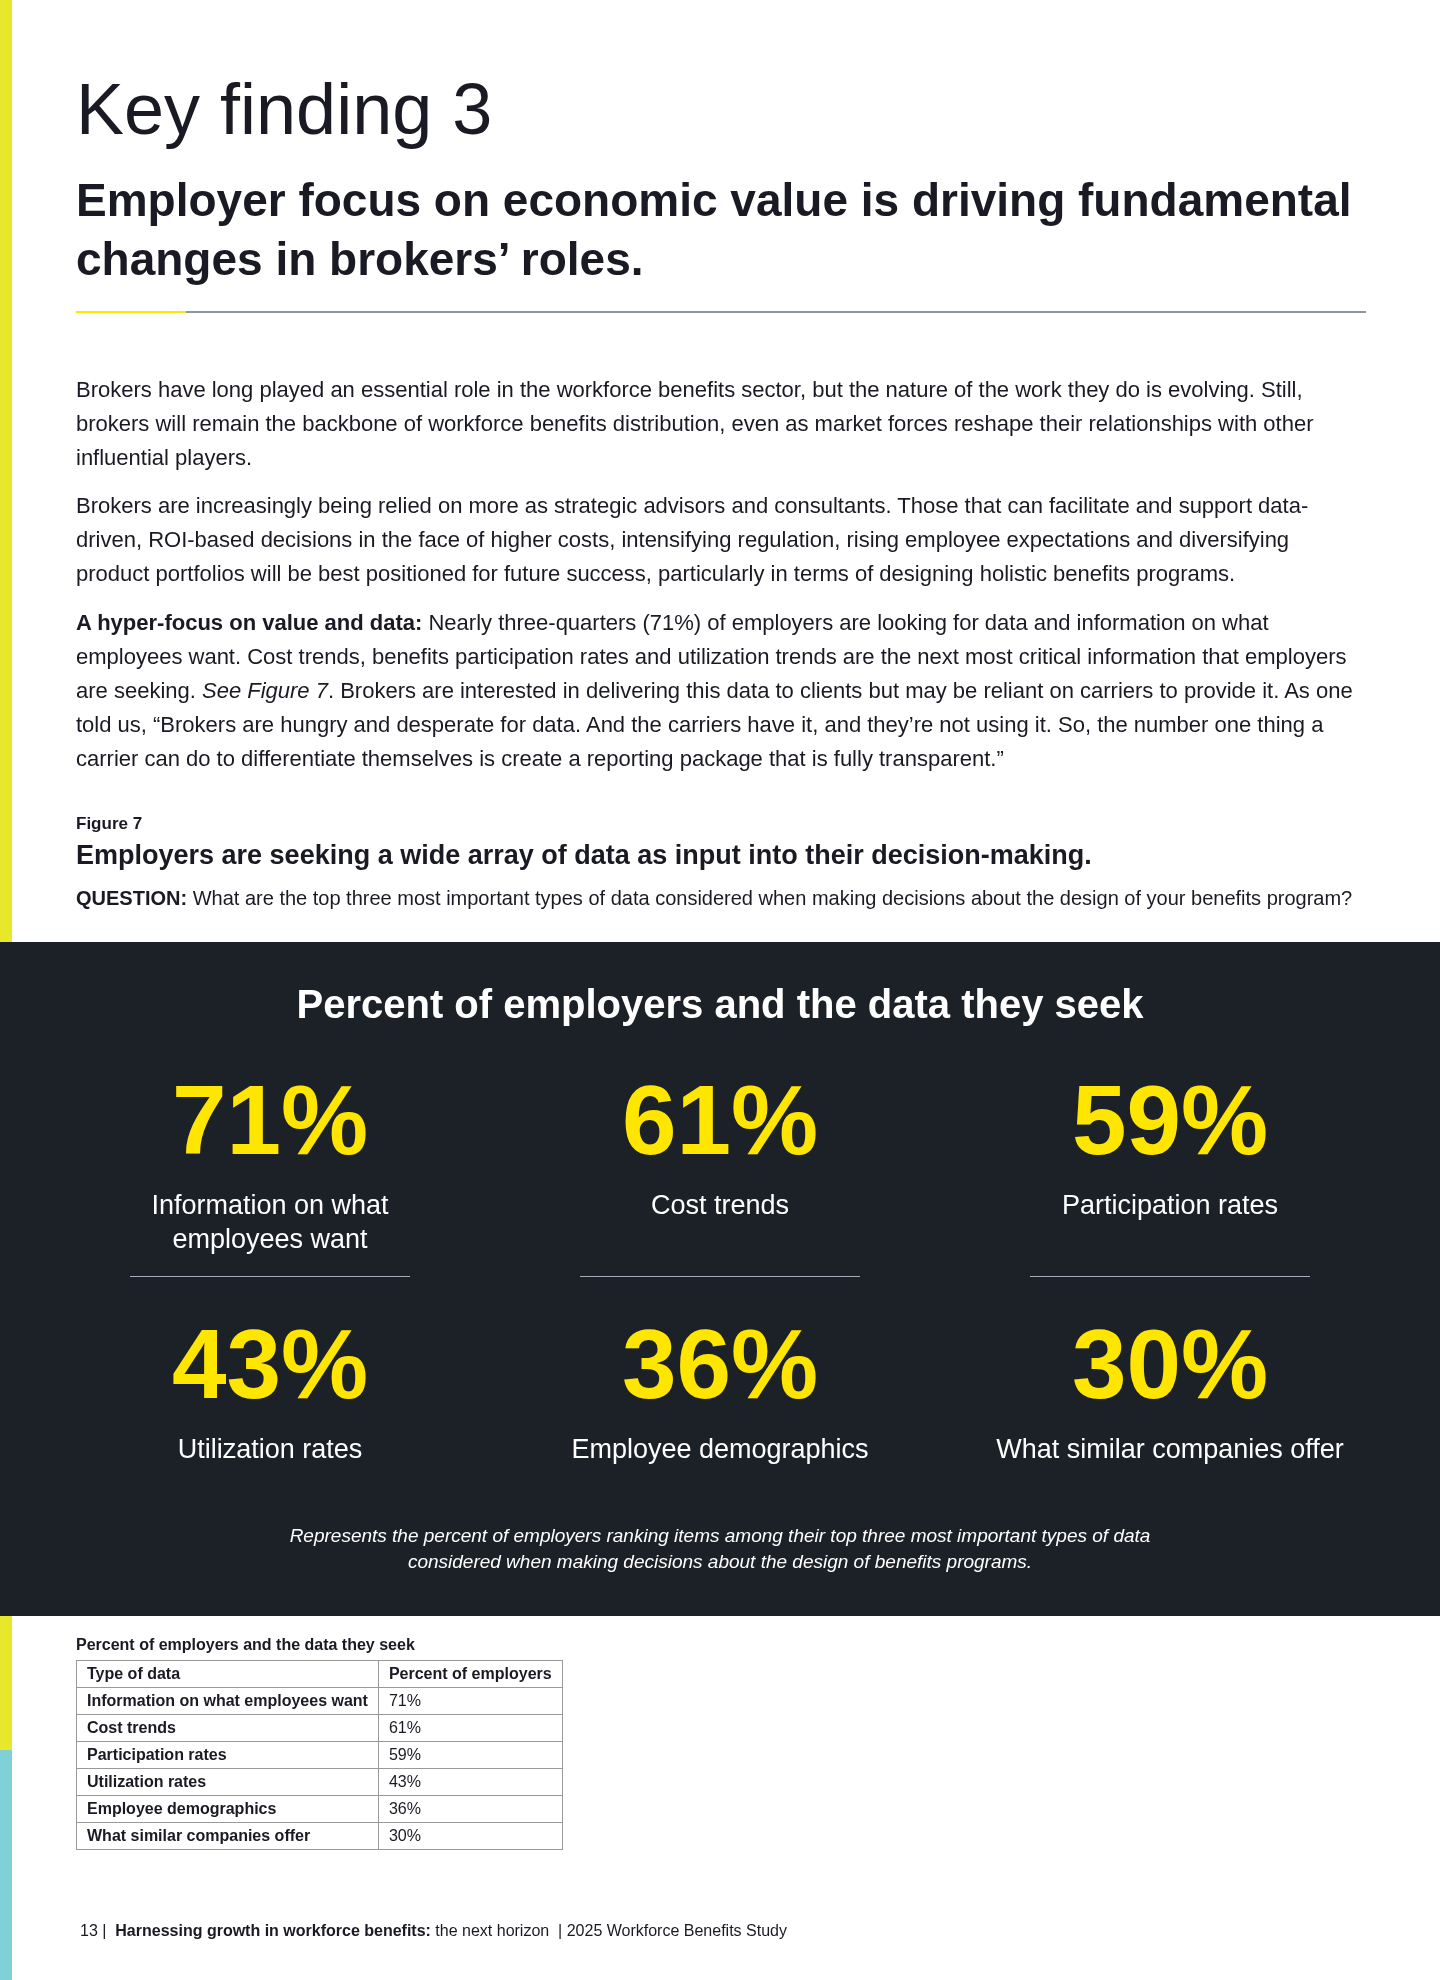 Key finding 3
Employer focus on economic value is driving fundamental
changes in brokers’ roles.
Brokers have long played an essential role in the workforce benefits sector, but the nature of the work they do is evolving. Still,
brokers will remain the backbone of workforce benefits distribution, even as market forces reshape their relationships with other
influential players.
Brokers are increasingly being relied on more as strategic advisors and consultants. Those that can facilitate and support data-
driven, ROI-based decisions in the face of higher costs, intensifying regulation, rising employee expectations and diversifying
product portfolios will be best positioned for future success, particularly in terms of designing holistic benefits programs.
A hyper-focus on value and data: Nearly three-quarters (71%) of employers are looking for data and information on what
employees want. Cost trends, benefits participation rates and utilization trends are the next most critical information that employers
are seeking. See Figure 7. Brokers are interested in delivering this data to clients but may be reliant on carriers to provide it. As one
told us, “Brokers are hungry and desperate for data. And the carriers have it, and they’re not using it. So, the number one thing a
carrier can do to differentiate themselves is create a reporting package that is fully transparent.”
Figure 7
Employers are seeking a wide array of data as input into their decision-making.
QUESTION: What are the top three most important types of data considered when making decisions about the design of your benefits program?
Percent of employers and the data they seek
71%
Information on what
employees want
61%
Cost trends
59%
Participation rates
43%
Utilization rates
36%
Employee demographics
30%
What similar companies offer
Represents the percent of employers ranking items among their top three most important types of data
considered when making decisions about the design of benefits programs.
Percent of employers and the data they seek
Type of data Percent of employers
Information on what employees want 71%
Cost trends 61%
Participation rates 59%
Utilization rates 43%
Employee demographics 36%
What similar companies offer 30%
13 | Harnessing growth in workforce benefits: the next horizon | 2025 Workforce Benefits Study